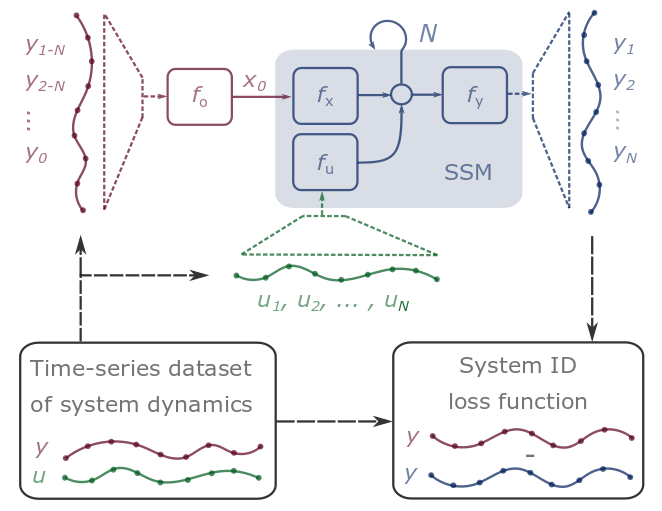 y1-N
y2-N
...
y0
fo
x0
fx
fu
N
fy
SSM
y1
y2
...
yN
u1, u2, ... , uN
Time-series dataset
of system dynamics
y
u
System ID
loss function
y
-
y